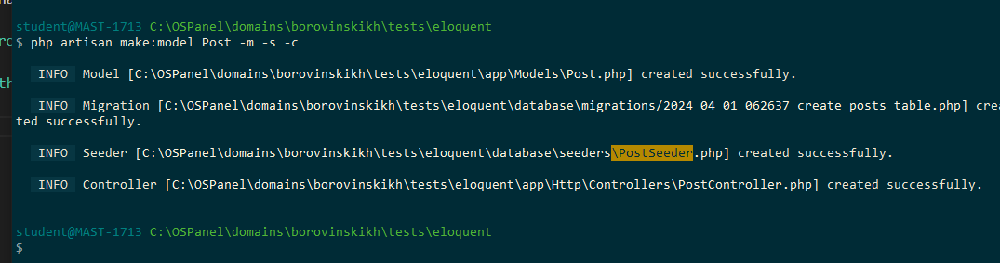 student@MAST-1713 C:\OSPanel\domains\borovinskikh\tests\eloquent
$ php artisan make:model Post -m -s -c
INFO Model [C:\OSPanel\domains\borovinskikh\tests\eloquent\app\Models\Post.php] created successfully.
INFO Migration [C:\OSPanel\domains\borovinskikh\tests\eloquent\database\migrations/2024_04_01_062637_create_posts_table.php] crea
ted successfully.
INFO Seeder [C:\OSPanel\domains\borovinskikh\tests\eloquent\database\seeders\PostSeeder.php] created successfully.
INFO Controller [C:\OSPanel\domains\borovinskikh\tests\eloquent\app\Http\Controllers\PostController.php] created successfully.
student@MAST-1713 C:\OSPanel\domains\borovinskikh\tests\eloquent
$